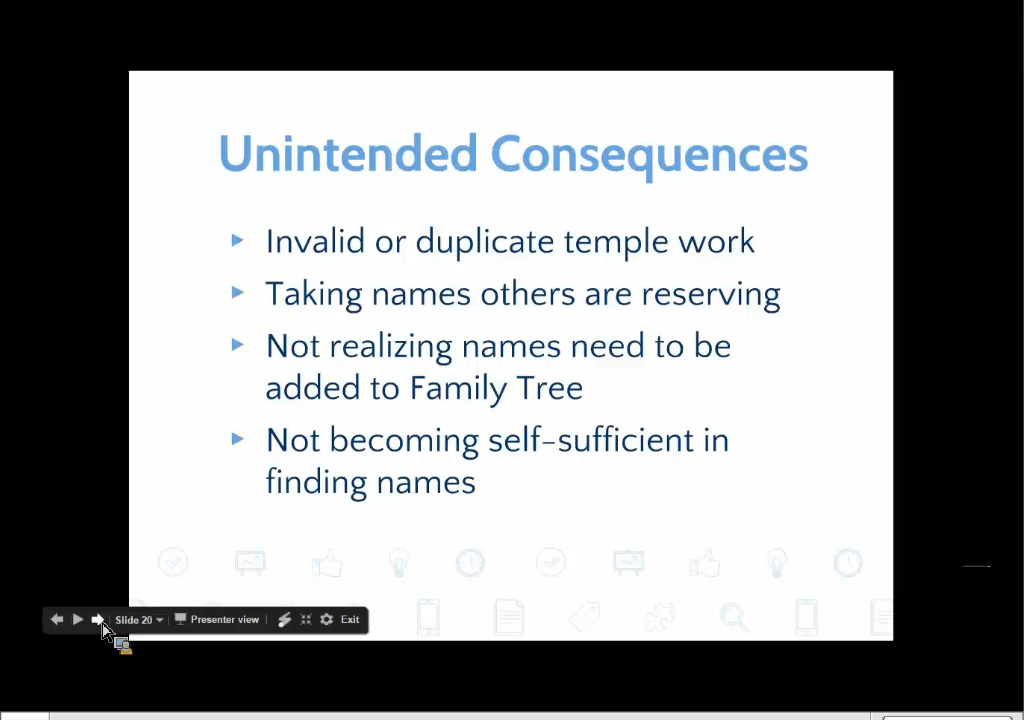 Unintended Consequences
Invalid or duplicate temple work
Taking names others are reserving
Not realizing names need to be
added to Family Tree
Not becoming self-sufficient in
finding names
Slide 20 Presenter view Exit